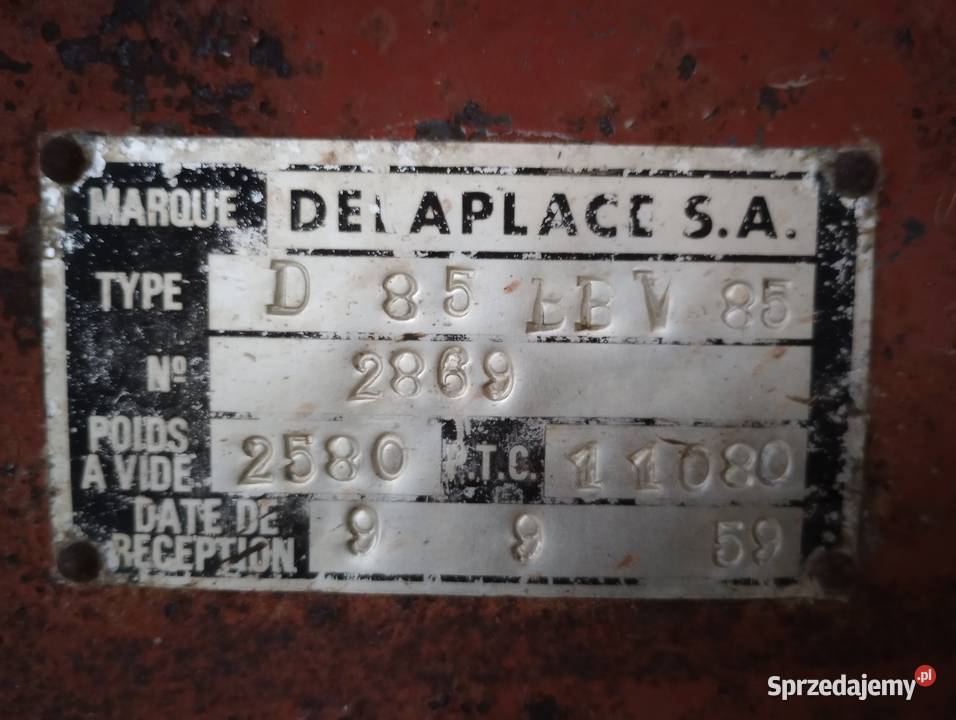 MARQUE DELAPLACE S.A.
TYPE D 85 EBV 85
Nº 2869
POIDS A VIDE 2580 P.T.C. 11080
DATE DE RECEPTION 9 9 59
Sprzedajemy.pl